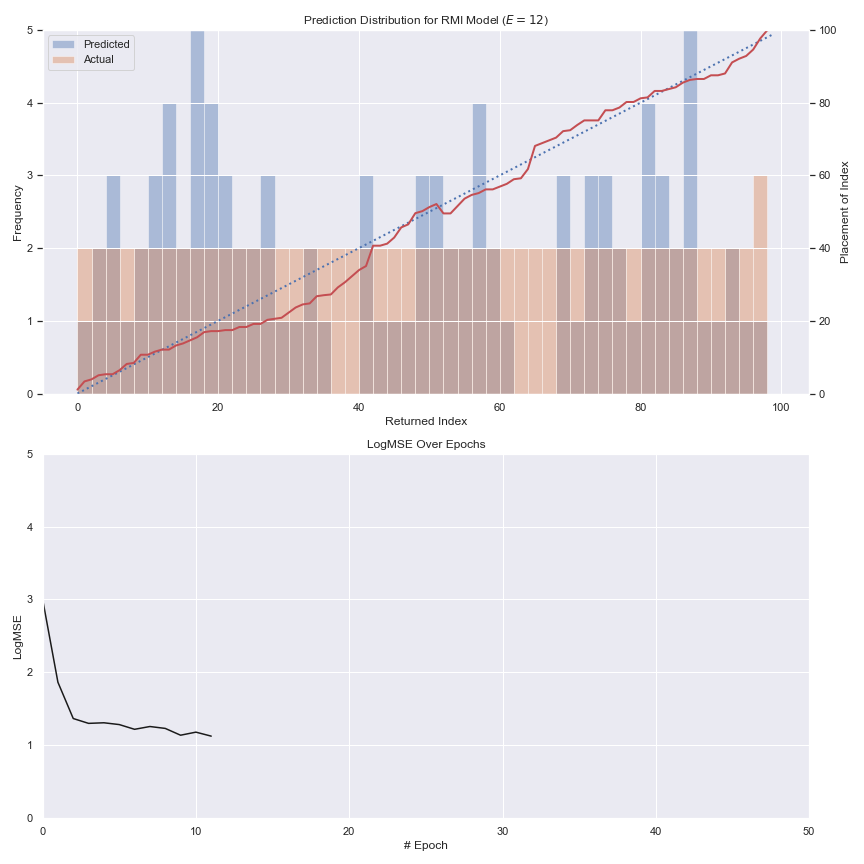 Prediction Distribution for RMI Model (E = 12)
Predicted
Actual
5
4
3
2
1
0
Frequency
100
80
60
40
20
0
Placement of Index
0 20 40 60 80 100
Returned Index
LogMSE Over Epochs
5
4
3
2
1
0
LogMSE
0 10 20 30 40 50
# Epoch